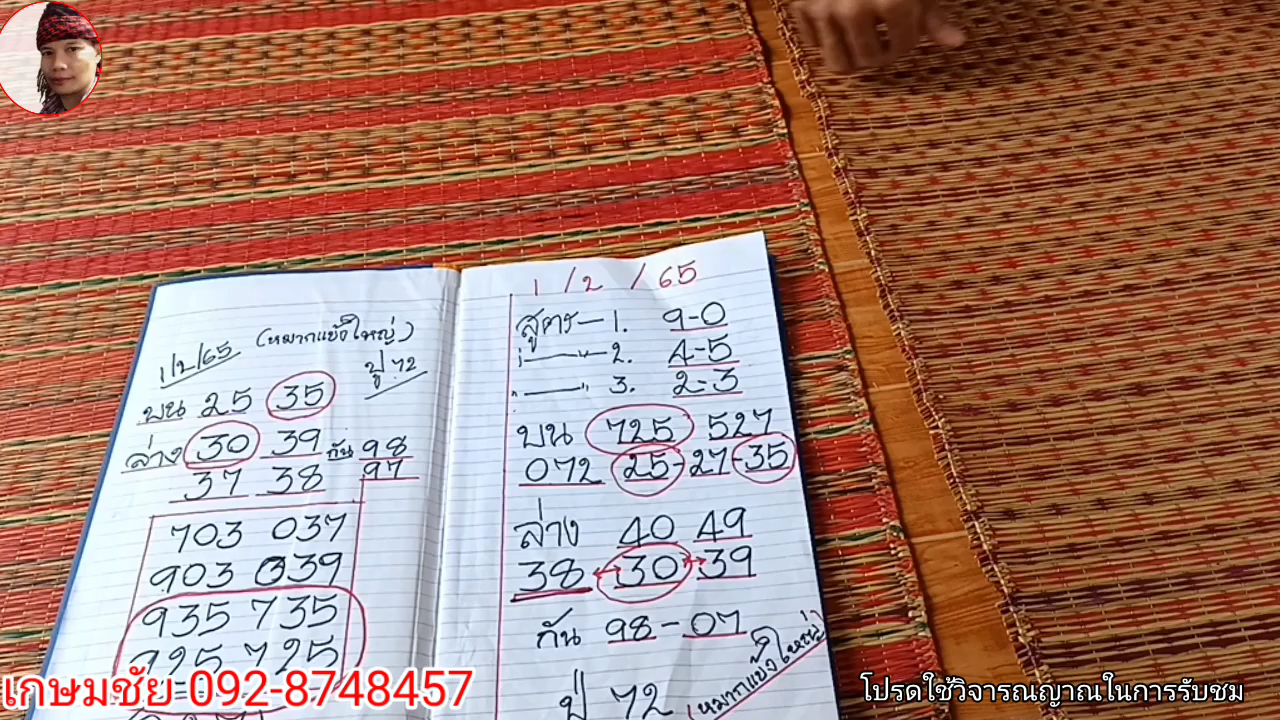 (หมากแข้งใหญ่)
1/2/65
ปู่ 72
บน 25 35
ล่าง 30 39 กัน 98
37 38 97
703 037
903 039
935 735
925 725
1/2/65
สูตร-1. 9-0
"—"-2. 4-5
"—" 3. 2-3
บน 725 527
072 25-27-35
ล่าง 40 49
38 30 39
กัน 98-07
ปู่ 72 (หมากแข้งใหญ่)
เกษมชัย 092-8748457
โปรดใช้วิจารณญาณในการรับชม